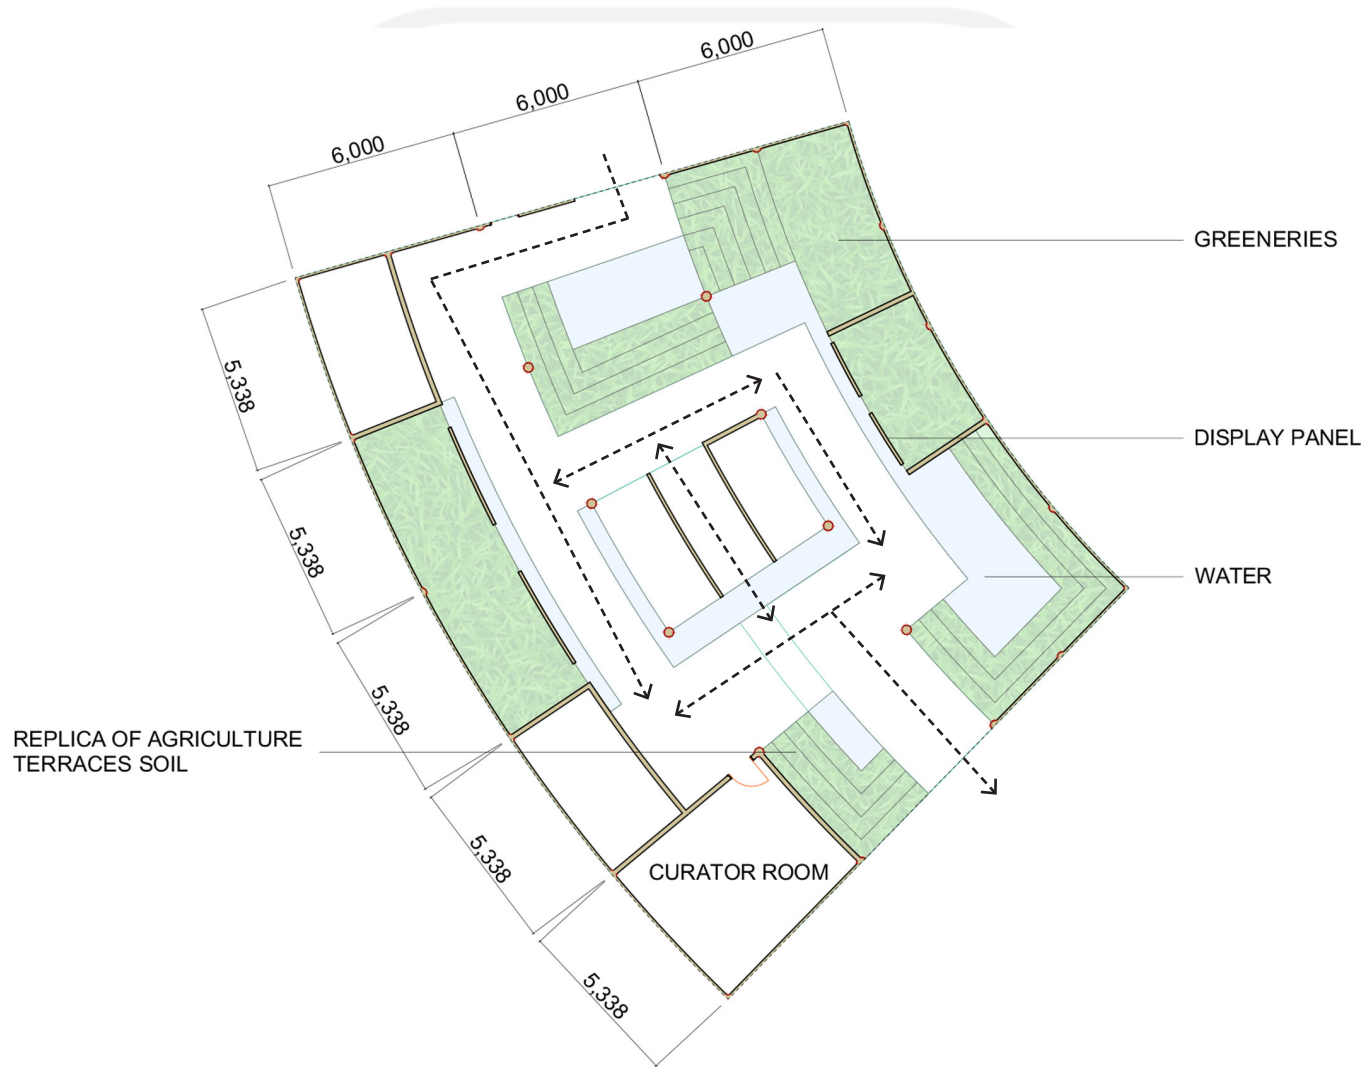 6,000
6,000
6,000
GREENERIES
5,338
DISPLAY PANEL
5,338
WATER
5,338
REPLICA OF AGRICULTURE
TERRACES SOIL
5,338
CURATOR ROOM
5,338